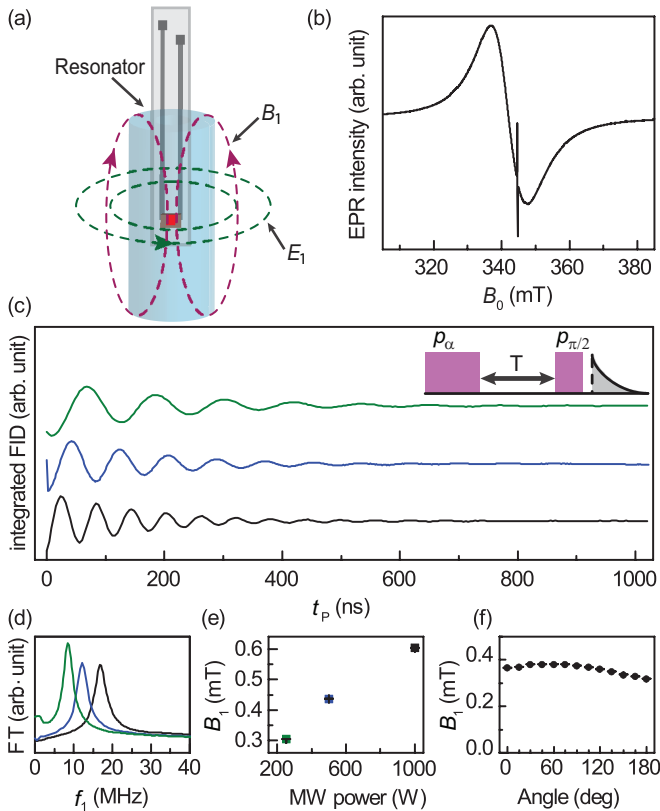 (a)
Resonator
B₁
E₁
(b)
EPR intensity (arb. unit)
320 340 360 380
B₀ (mT)
(c)
integrated FID (arb. unit)
pα T pπ/2
0 200 400 600 800 1000
tₚ (ns)
(d)
FT (arb· unit)
0 10 20 30 40
f₁ (MHz)
(e)
B₁ (mT)
0.6
0.5
0.4
0.3
200 600 1000
MW power (W)
(f)
B₁ (mT)
0.4
0.2
0.0
0 60 120 180
Angle (deg)